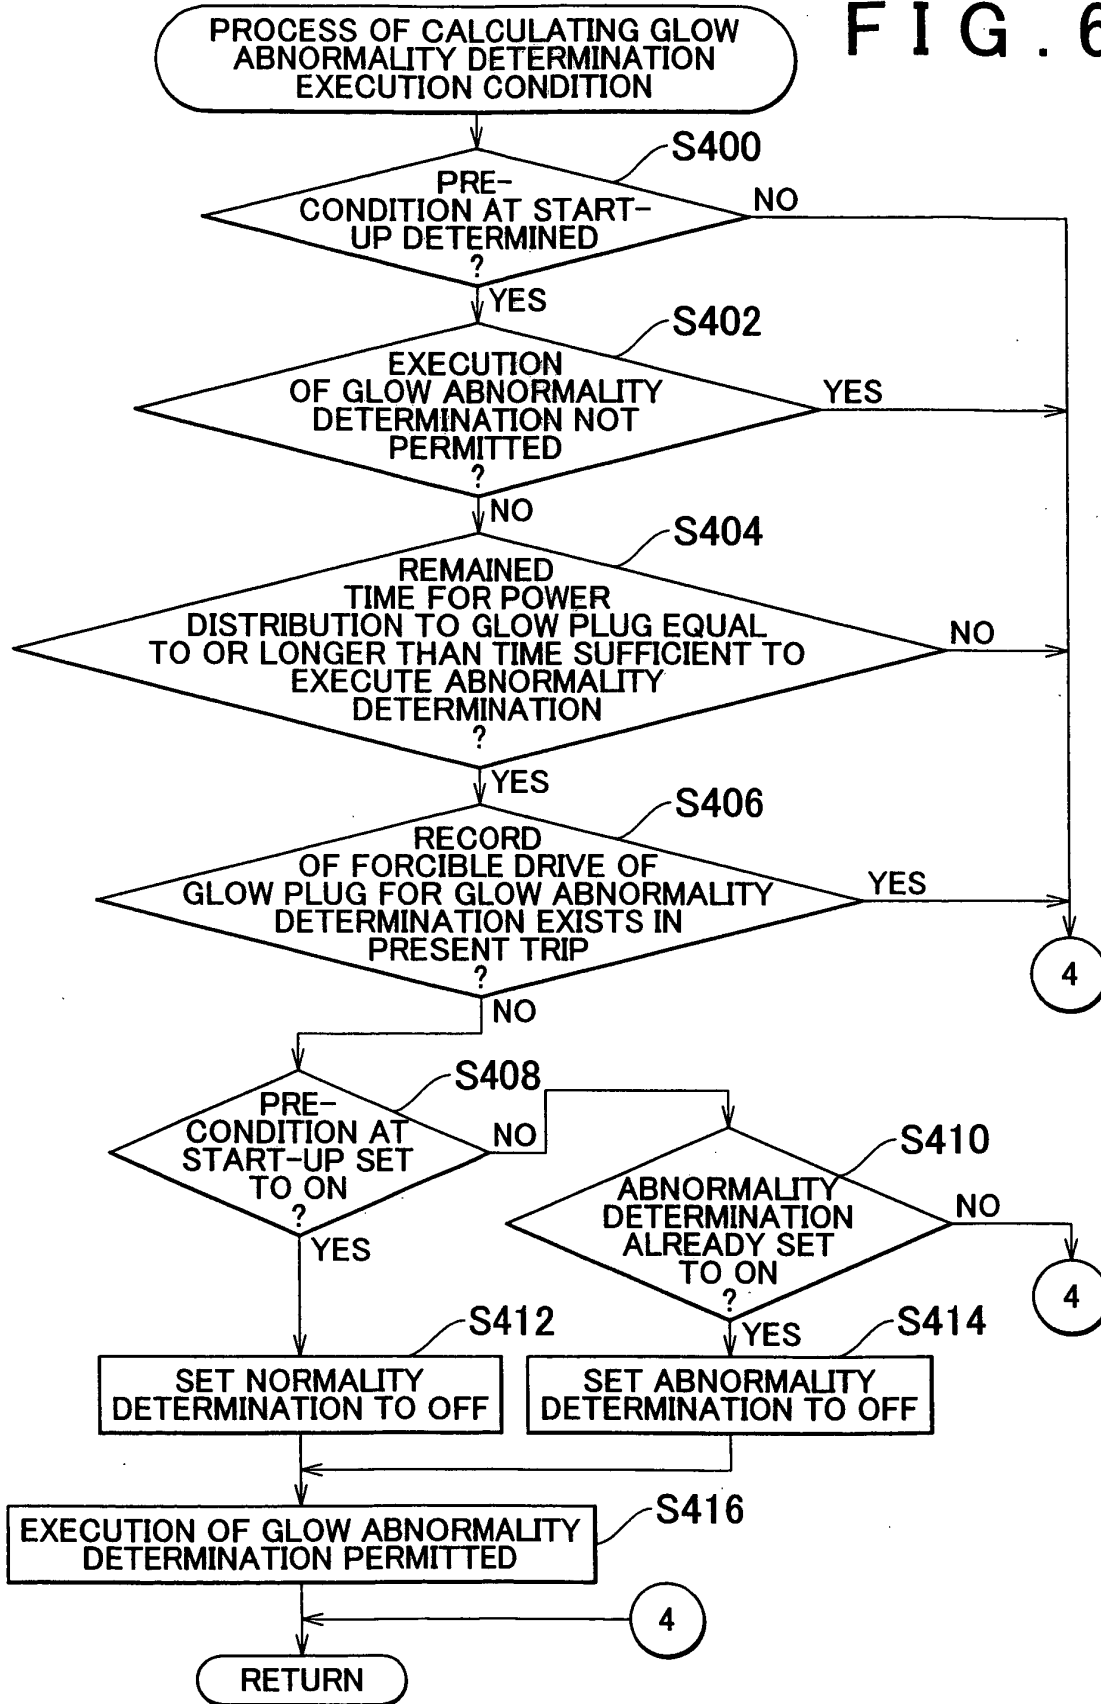 FIG. 6
PROCESS OF CALCULATING GLOW
ABNORMALITY DETERMINATION
EXECUTION CONDITION
S400
PRE-
CONDITION AT START-
UP DETERMINED
?
NO
YES
S402
EXECUTION
OF GLOW ABNORMALITY
DETERMINATION NOT
PERMITTED
?
YES
NO
S404
REMAINED
TIME FOR POWER
DISTRIBUTION TO GLOW PLUG EQUAL
TO OR LONGER THAN TIME SUFFICIENT TO
EXECUTE ABNORMALITY
DETERMINATION
?
NO
YES
S406
RECORD
OF FORCIBLE DRIVE OF
GLOW PLUG FOR GLOW ABNORMALITY
DETERMINATION EXISTS IN
PRESENT TRIP
?
YES
4
NO
S408
PRE-
CONDITION AT
START-UP SET
TO ON
?
NO
YES
S410
ABNORMALITY
DETERMINATION
ALREADY SET
TO ON
?
NO
4
YES
S412
SET NORMALITY
DETERMINATION TO OFF
S414
SET ABNORMALITY
DETERMINATION TO OFF
S416
EXECUTION OF GLOW ABNORMALITY
DETERMINATION PERMITTED
4
RETURN